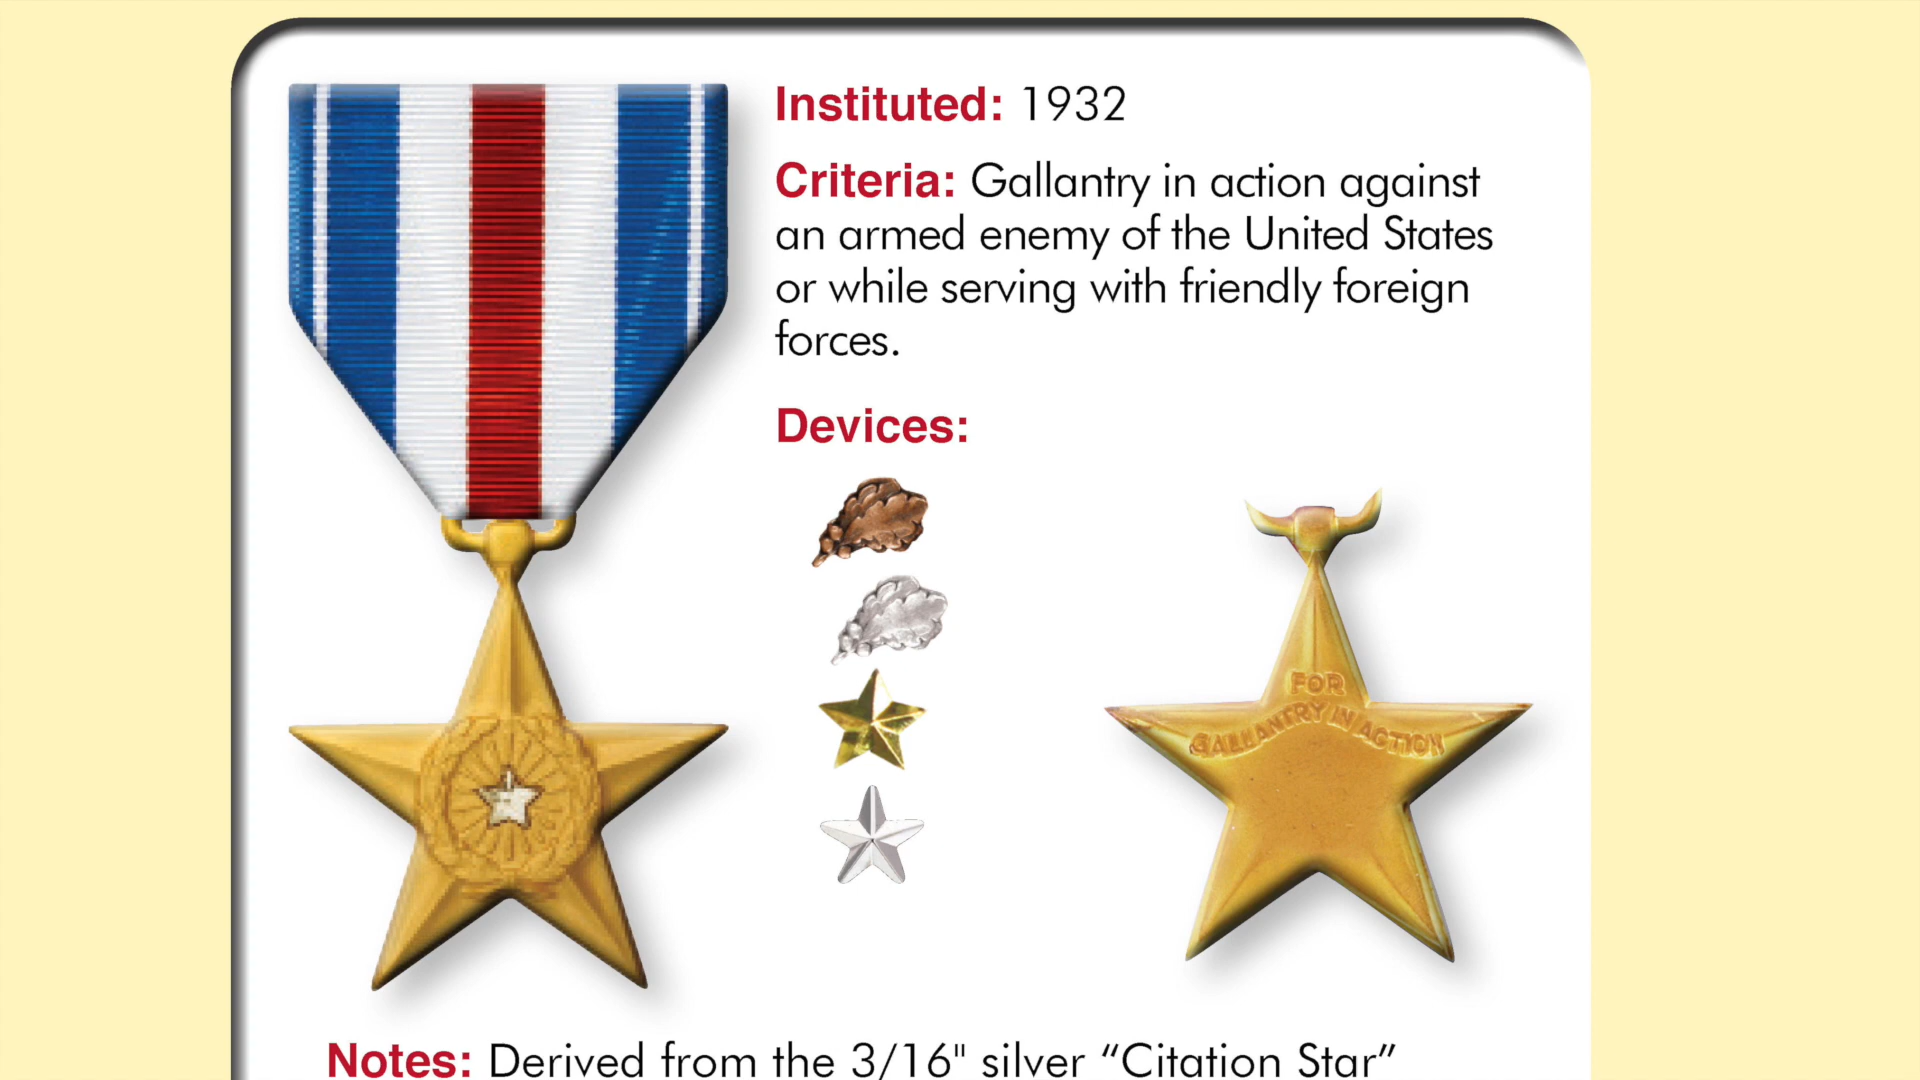 Instituted: 1932
Criteria: Gallantry in action against
an armed enemy of the United States
or while serving with friendly foreign
forces.
Devices:
FOR
GALLANTRY IN ACTION
Notes: Derived from the 3/16" silver “Citation Star”